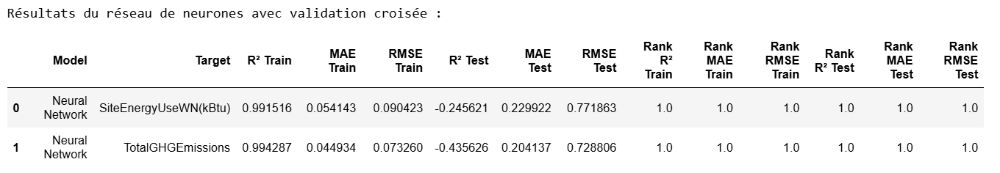 Résultats du réseau de neurones avec validation croisée :
Model Target R² Train MAE Train RMSE Train R² Test MAE Test RMSE Test Rank R² Train Rank MAE Train Rank RMSE Train Rank R² Test Rank MAE Test Rank RMSE Test
0 Neural Network SiteEnergyUseWN(kBtu) 0.991516 0.054143 0.090423 -0.245621 0.229922 0.771863 1.0 1.0 1.0 1.0 1.0 1.0
1 Neural Network TotalGHGEmissions 0.994287 0.044934 0.073260 -0.435626 0.204137 0.728806 1.0 1.0 1.0 1.0 1.0 1.0